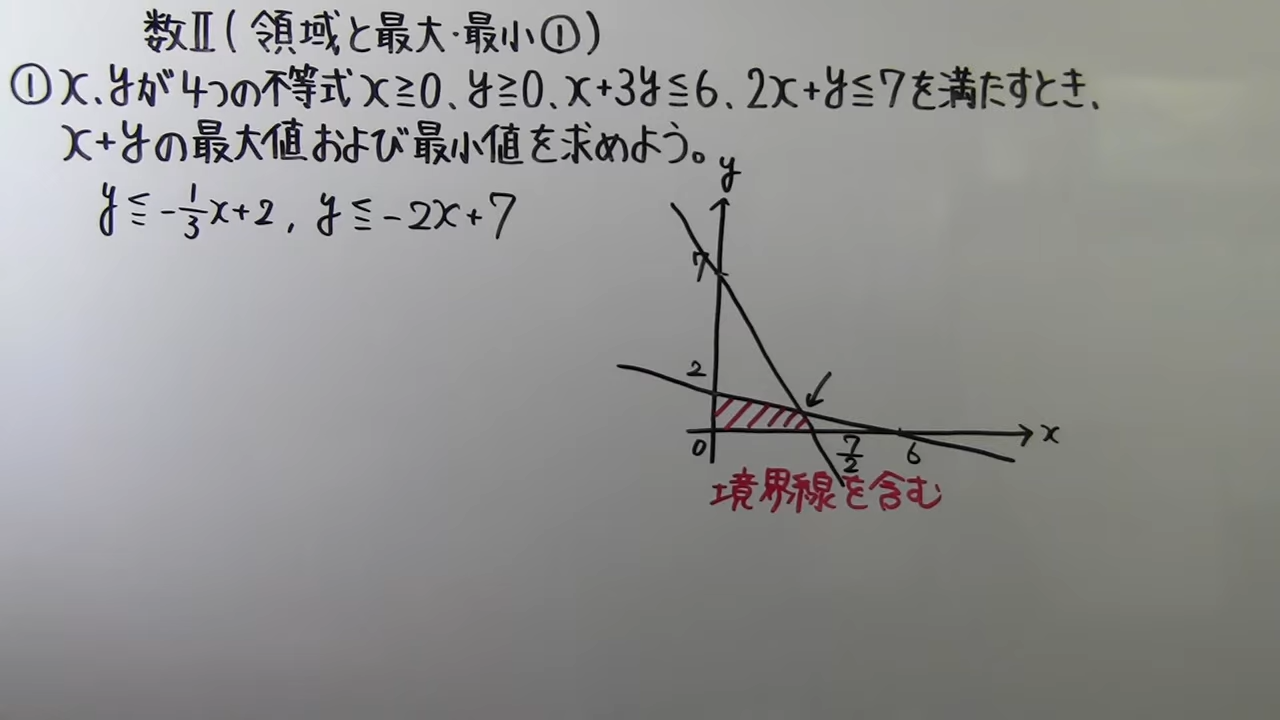 数Ⅱ(領域と最大・最小①)
①x、yが4つの不等式x≧0、y≧0、x+3y≦6、2x+y≦7を満たすとき、
x+yの最大値および最小値を求めよう。
y≦-1/3x+2, y≦-2x+7
y
7
2
0
7/2
6
x
境界線を含む